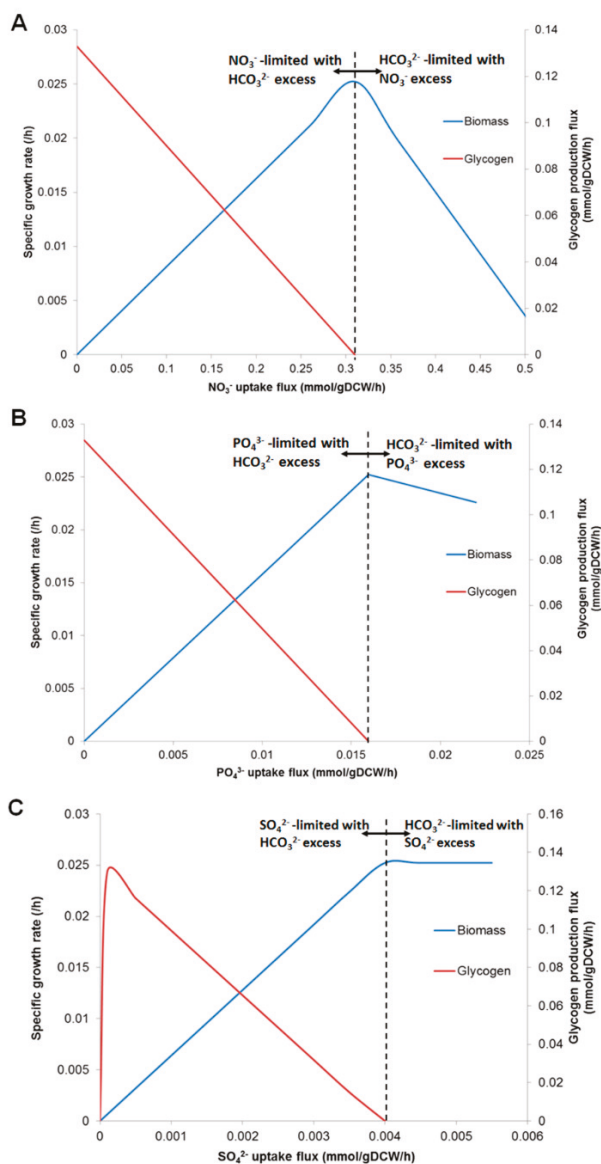 A
NO₃⁻ -limited with HCO₃²⁻ -limited with
HCO₃²⁻ excess NO₃⁻ excess
Biomass
Glycogen
Specific growth rate (/h)
Glycogen production flux
(mmol/gDCW/h)
0.03
0.025
0.02
0.015
0.01
0.005
0
0.14
0.12
0.1
0.08
0.06
0.04
0.02
0
0 0.05 0.1 0.15 0.2 0.25 0.3 0.35 0.4 0.45 0.5
NO₃⁻ uptake flux (mmol/gDCW/h)
B
PO₄³⁻ -limited with HCO₃²⁻ -limited with
HCO₃²⁻ excess PO₄³⁻ excess
Biomass
Glycogen
Specific growth rate (/h)
Glycogen production flux
(mmol/gDCW/h)
0.03
0.025
0.02
0.015
0.01
0.005
0
0.14
0.12
0.1
0.08
0.06
0.04
0.02
0
0 0.005 0.01 0.015 0.02 0.025
PO₄³⁻ uptake flux (mmol/gDCW/h)
C
SO₄²⁻ -limited with HCO₃²⁻ -limited with
HCO₃²⁻ excess SO₄²⁻ excess
Biomass
Glycogen
Specific growth rate (/h)
Glycogen production flux
(mmol/gDCW/h)
0.03
0.025
0.02
0.015
0.01
0.005
0
0.16
0.14
0.12
0.1
0.08
0.06
0.04
0.02
0
0 0.001 0.002 0.003 0.004 0.005 0.006
SO₄²⁻ uptake flux (mmol/gDCW/h)